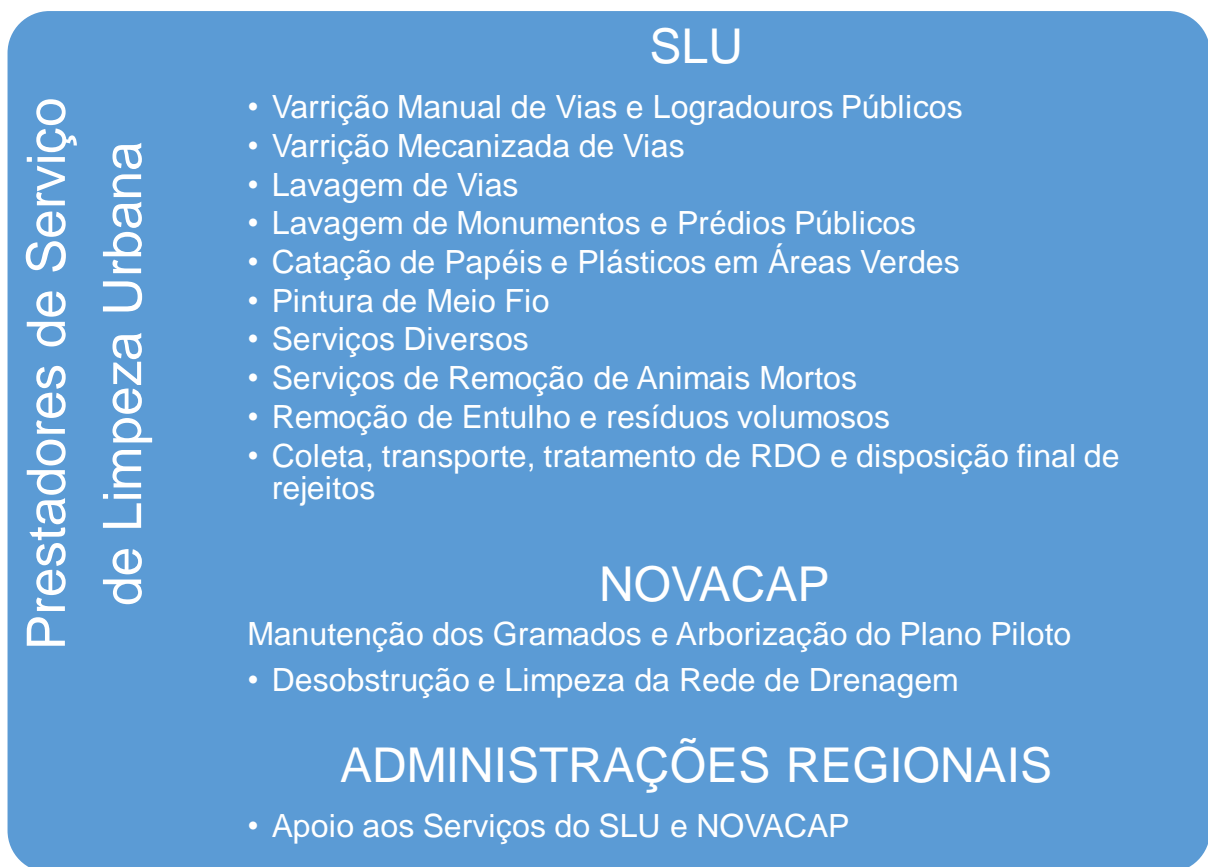 Prestadores de Serviço
de Limpeza Urbana
SLU
• Varrição Manual de Vias e Logradouros Públicos
• Varrição Mecanizada de Vias
• Lavagem de Vias
• Lavagem de Monumentos e Prédios Públicos
• Catação de Papéis e Plásticos em Áreas Verdes
• Pintura de Meio Fio
• Serviços Diversos
• Serviços de Remoção de Animais Mortos
• Remoção de Entulho e resíduos volumosos
• Coleta, transporte, tratamento de RDO e disposição final de
rejeitos
NOVACAP
Manutenção dos Gramados e Arborização do Plano Piloto
• Desobstrução e Limpeza da Rede de Drenagem
ADMINISTRAÇÕES REGIONAIS
• Apoio aos Serviços do SLU e NOVACAP